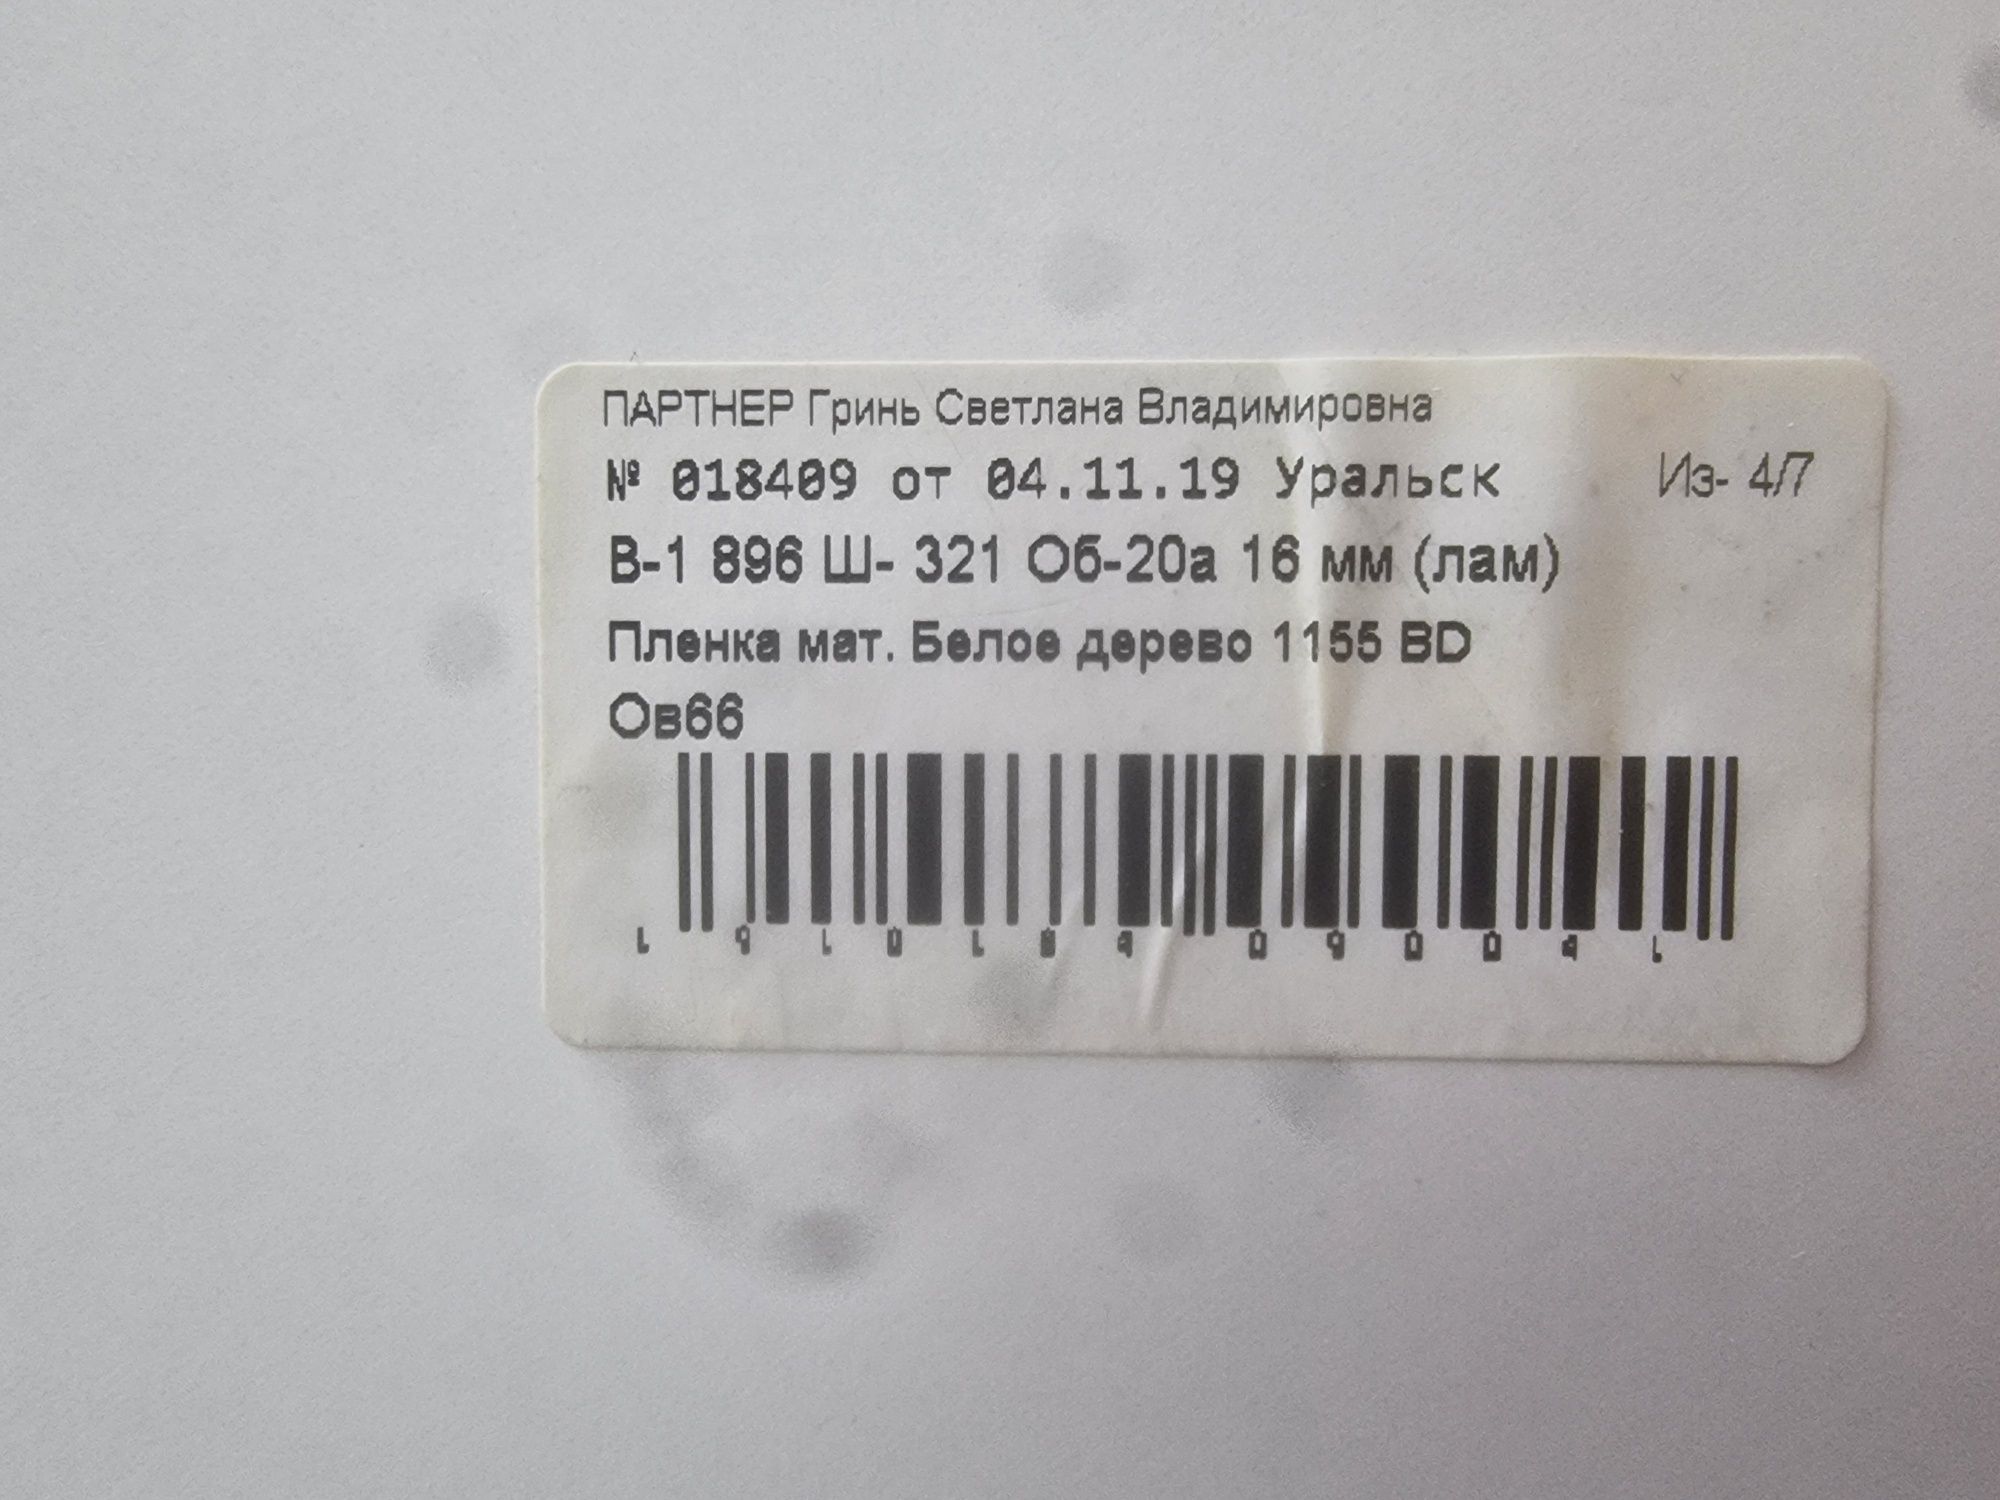 ПАРТНЕР Гринь Светлана Владимировна
№ 018409 от 04.11.19 Уральск Из- 4/7
В-1 896 Ш- 321 Об-20а 16 мм (лам)
Пленка мат. Белое дерево 1155 BD
Ов66